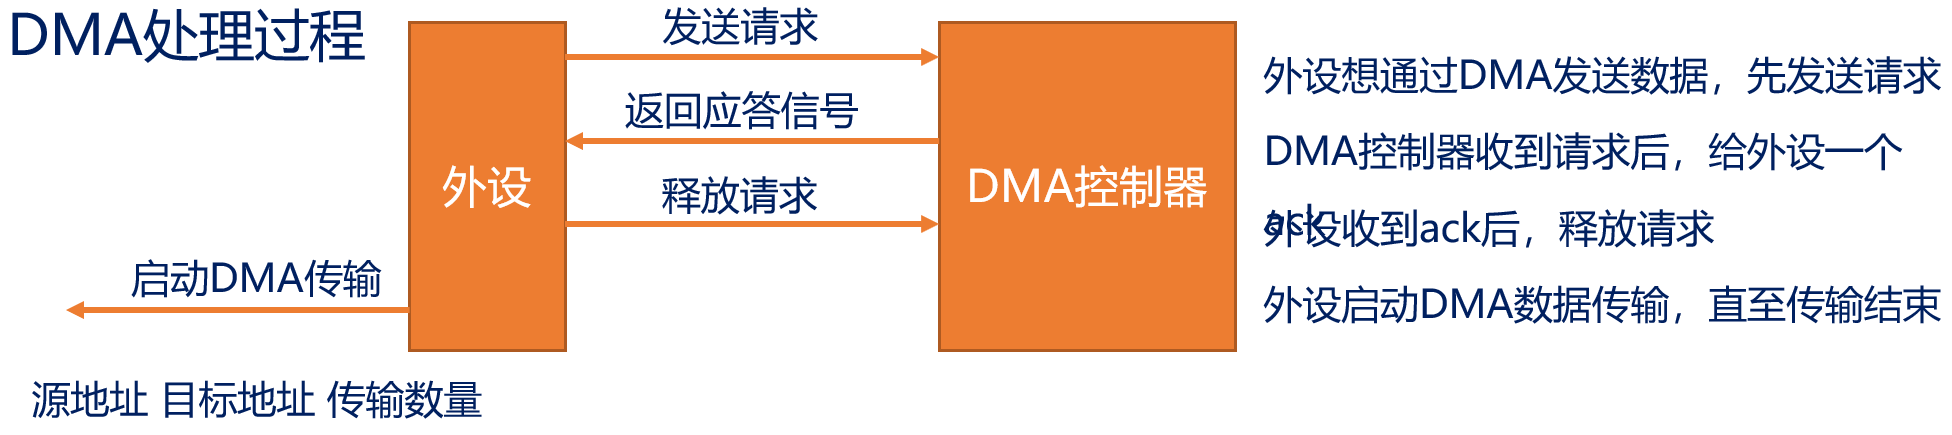 DMA处理过程
发送请求
返回应答信号
外设
DMA控制器
释放请求
启动DMA传输
源地址 目标地址 传输数量
外设想通过DMA发送数据，先发送请求
DMA控制器收到请求后，给外设一个
ack
外设收到ack后，释放请求
外设启动DMA数据传输，直至传输结束